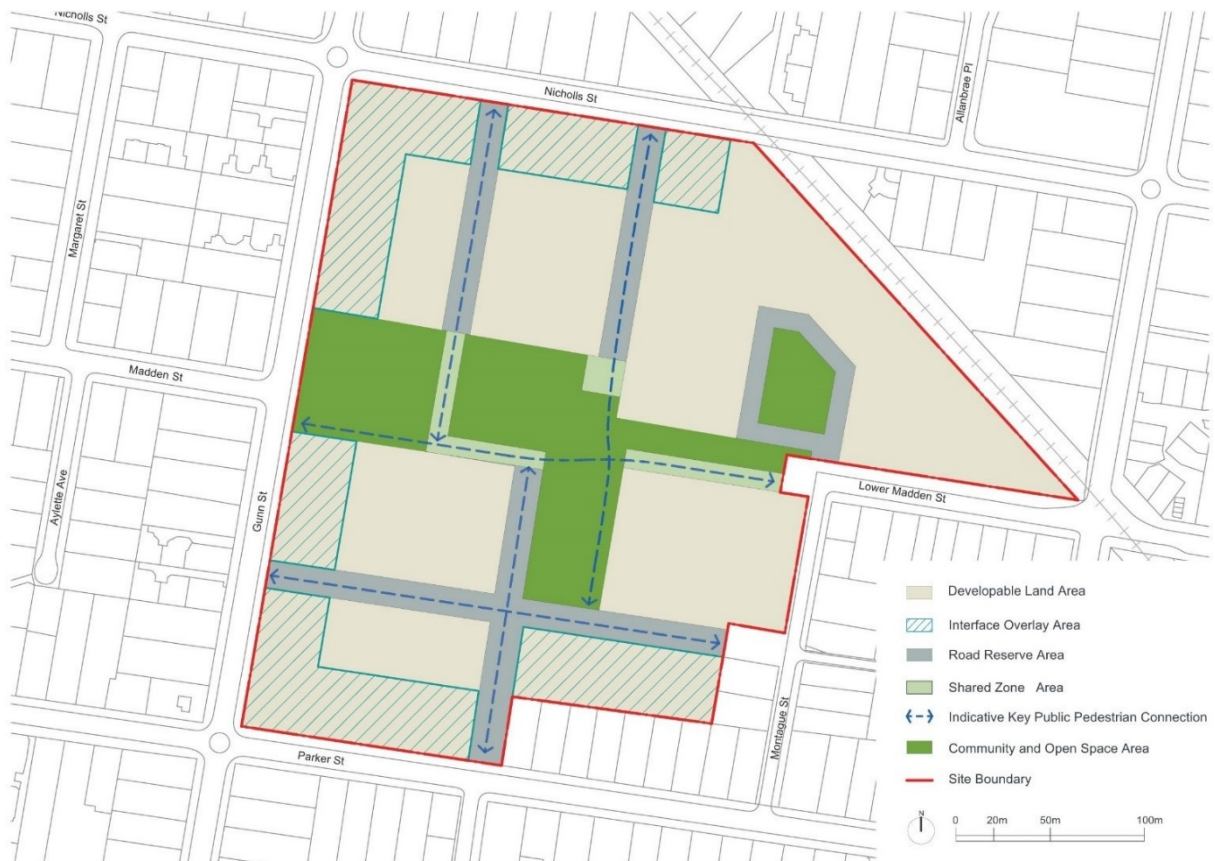 Nicholls St
Nicholls St
Allanbrae Pl
Margaret St
Madden St
Aylette Ave
Gunn St
Lower Madden St
Montague St
Parker St
Developable Land Area
Interface Overlay Area
Road Reserve Area
Shared Zone Area
Indicative Key Public Pedestrian Connection
Community and Open Space Area
Site Boundary
N
0 20m 50m 100m